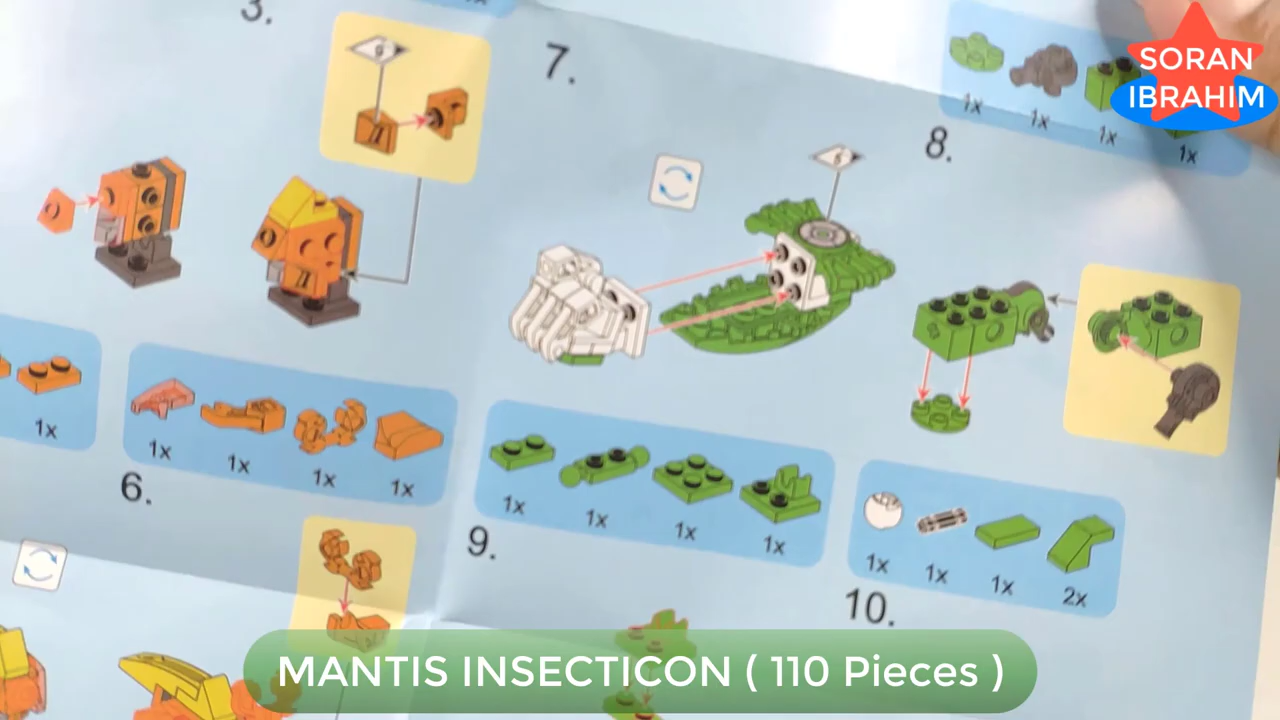 3.
7.
1x
1x
1x
1x
SORAN
IBRAHIM
8.
1x
1x
1x
1x
1x
6.
1x
1x
1x
1x
9.
1x
1x
1x
2x
10.
MANTIS INSECTICON ( 110 Pieces )